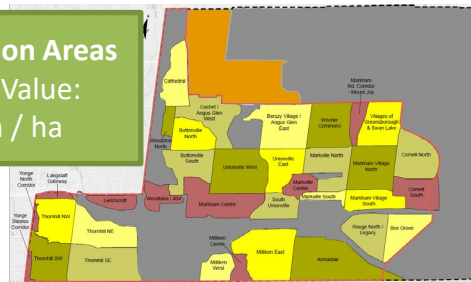 on Areas
Value:
/ ha
Cathedral
Markham
Rd. Corridor
- Mount Joy
Cachet /
Angus Glen
West
Berczy Village /
Angus Glen
East
Wismer
Commons
Villages of
Greensborough
& Swan Lake
Woodbine
North
Buttonville
North
Buttonville
South
Unionville West
Unionville
East
Markville North
Markham Village
North
Cornell North
Yonge
North
Corridor
Langstaff
Gateway
Leitchcroft
Woodbine / 404
Markham Centre
Markville
Centre
Markville South
South
Unionville
Markham Village
South
Cornell
South
Yonge
Steeles
Corridor
Thornhill NW
Thornhill NE
Thornhill SW
Thornhill SE
Milliken
Centre
Milliken
West
Milliken East
Armadale
Rouge North /
Legacy
Box Grove